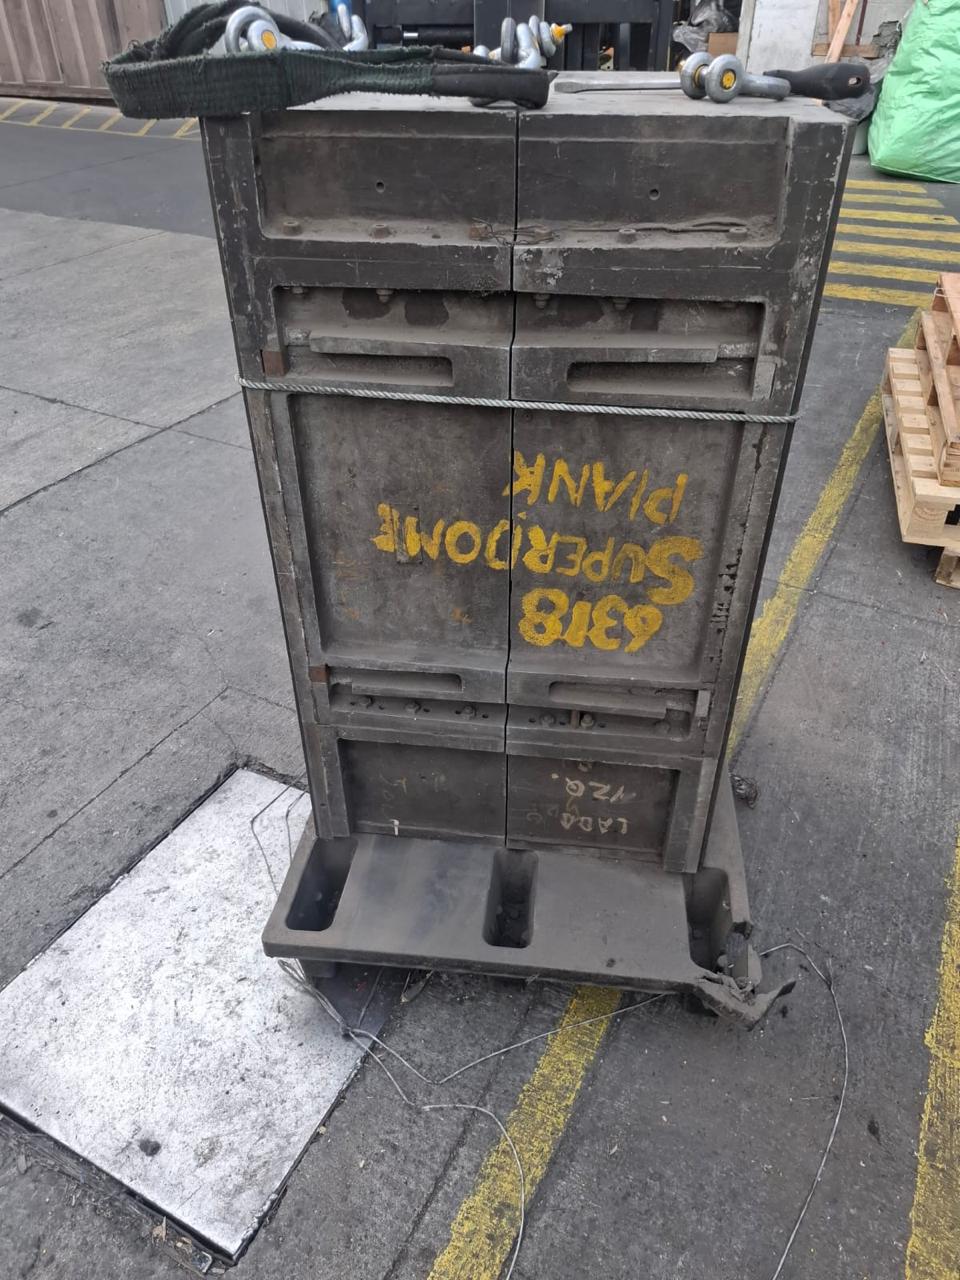 LADO
IZQ.
6318
SUPERDOME
PlANK